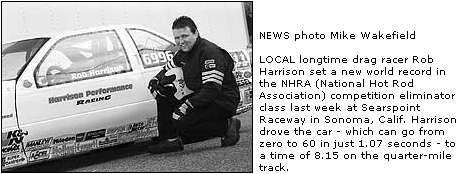 Rob Harrison
6996
Harrison Performance
RACING
NEWS photo Mike Wakefield
LOCAL longtime drag racer Rob
Harrison set a new world record in
the NHRA (National Hot Rod
Association) competition eliminator
class last week at Searspoint
Raceway in Sonoma, Calif. Harrison
drove the car - which can go from
zero to 60 in just 1.07 seconds - to
a time of 8.15 on the quarter-mile
track.